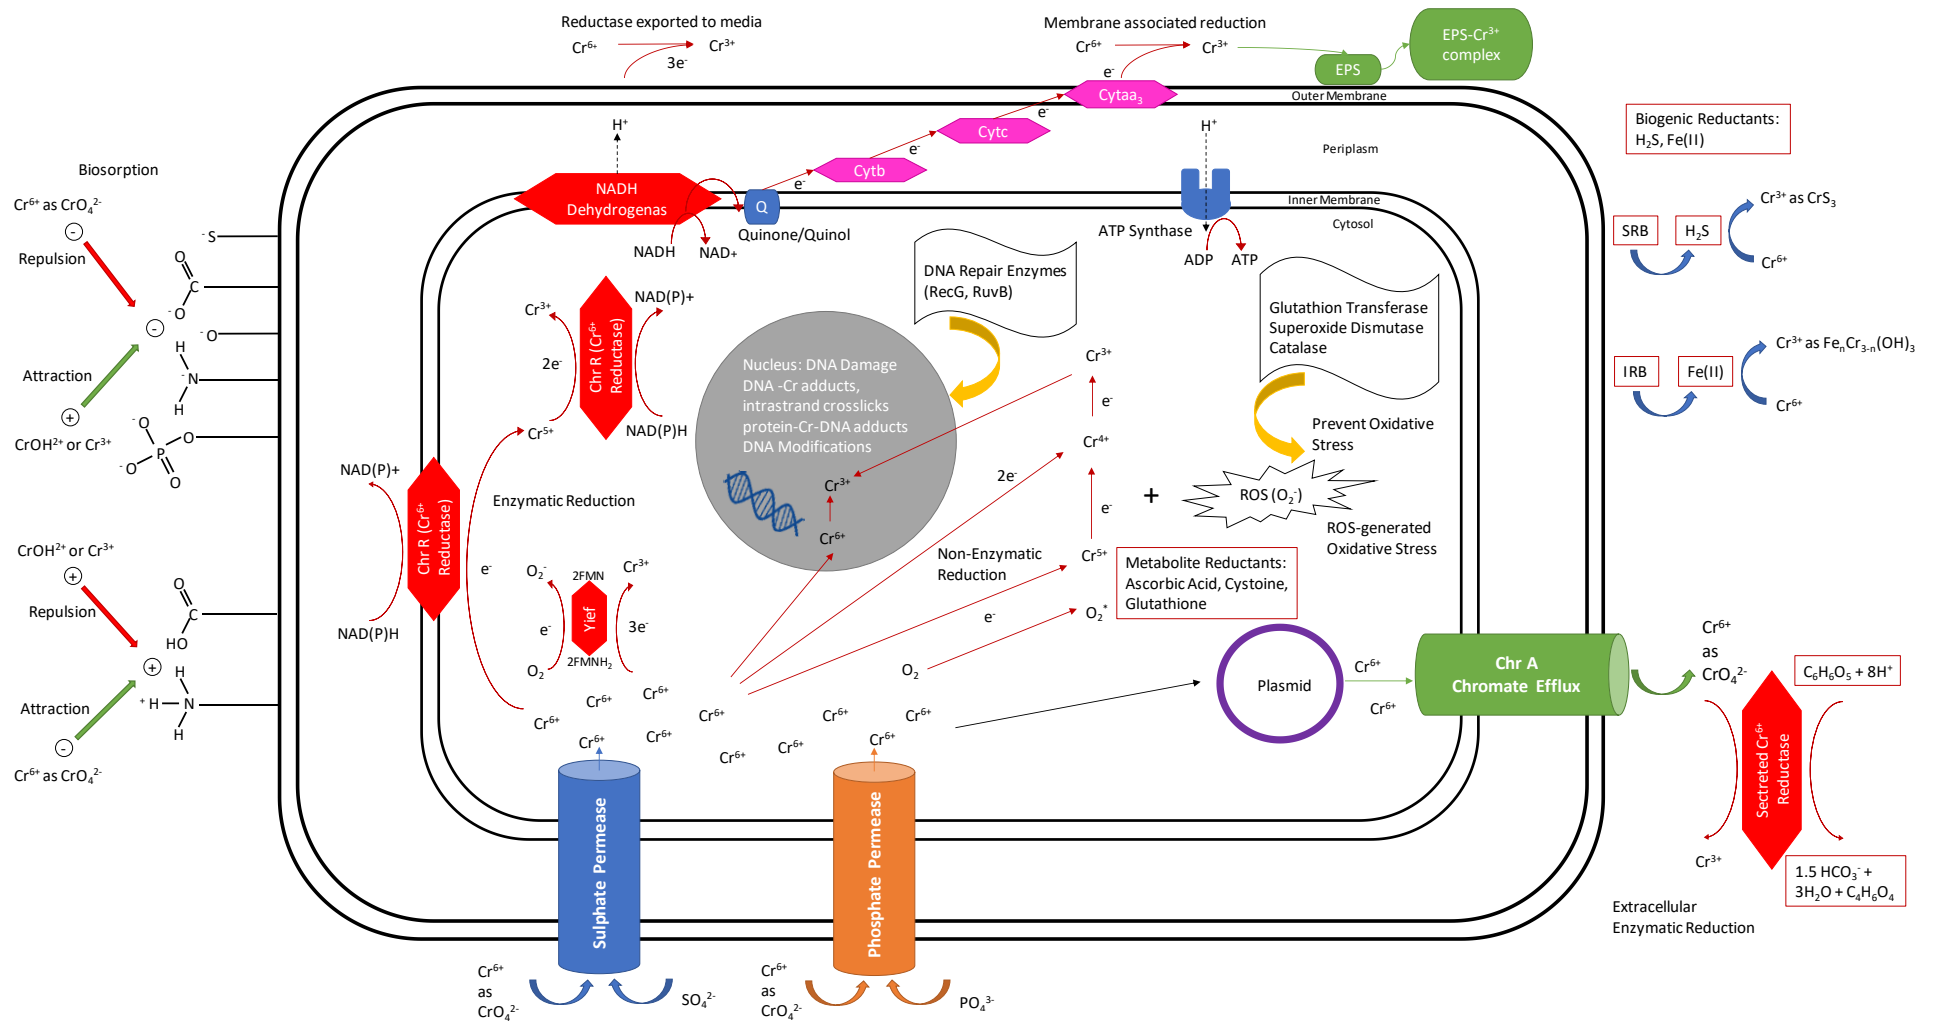 Reductase exported to media
Cr⁶⁺
Cr³⁺
3e⁻
Membrane associated reduction
Cr⁶⁺
Cr³⁺
e⁻
EPS
EPS-Cr³⁺
complex
Cytaa₃
Outer Membrane
e⁻
Cytc
e⁻
Cytb
e⁻
H⁺
H⁺
Periplasm
NADH
Dehydrogenas
Q
Quinone/Quinol
NADH
NAD+
Inner Membrane
Cytosol
ATP Synthase
ADP
ATP
Biogenic Reductants:
H₂S, Fe(II)
SRB
H₂S
Cr³⁺ as CrS₃
Cr⁶⁺
IRB
Fe(II)
Cr³⁺ as FeₙCr₃₋ₙ(OH)₃
Cr⁶⁺
Biosorption
Cr⁶⁺ as CrO₄²⁻
-
Repulsion
-
Attraction
+
CrOH²⁺ or Cr³⁺
⁻S
O
C
⁻O
⁻O
H
⁻N
H
⁻O
O
P
⁻O
O
CrOH²⁺ or Cr³⁺
+
Repulsion
+
Attraction
-
Cr⁶⁺ as CrO₄²⁻
O
C
HO
H
⁺H
N
H
NAD(P)+
Chr R (Cr⁶⁺
Reductase)
NAD(P)H
e⁻
Cr³⁺
2e⁻
Cr⁵⁺
Chr R (Cr⁶⁺
Reductase)
NAD(P)+
NAD(P)H
Enzymatic Reduction
O₂⁻
e⁻
O₂
2FMN
Yief
2FMNH₂
Cr³⁺
3e⁻
DNA Repair Enzymes
(RecG, RuvB)
Nucleus: DNA Damage
DNA -Cr adducts,
intrastrand crosslicks
protein-Cr-DNA adducts
DNA Modifications
Cr³⁺
Cr⁶⁺
Glutathion Transferase
Superoxide Dismutase
Catalase
Prevent Oxidative
Stress
Cr³⁺
e⁻
Cr⁴⁺
2e⁻
e⁻
+
ROS (O₂⁻)
ROS-generated
Oxidative Stress
Non-Enzymatic
Reduction
Cr⁵⁺
e⁻
O₂*
O₂
Metabolite Reductants:
Ascorbic Acid, Cystoine,
Glutathione
Cr⁶⁺
Cr⁶⁺
Cr⁶⁺
Cr⁶⁺
Cr⁶⁺
Cr⁶⁺
Cr⁶⁺
Cr⁶⁺
Cr⁶⁺
Cr⁶⁺
Cr⁶⁺
Plasmid
Cr⁶⁺
Cr⁶⁺
Chr A
Chromate Efflux
Cr⁶⁺
as
CrO₄²⁻
C₆H₆O₅ + 8H⁺
Sectreted Cr⁶⁺
Reductase
Cr³⁺
1.5 HCO₃⁻ +
3H₂O + C₄H₆O₄
Extracellular
Enzymatic Reduction
Sulphate Permease
Phosphate Permease
Cr⁶⁺
as
CrO₄²⁻
SO₄²⁻
Cr⁶⁺
as
CrO₄²⁻
PO₄³⁻